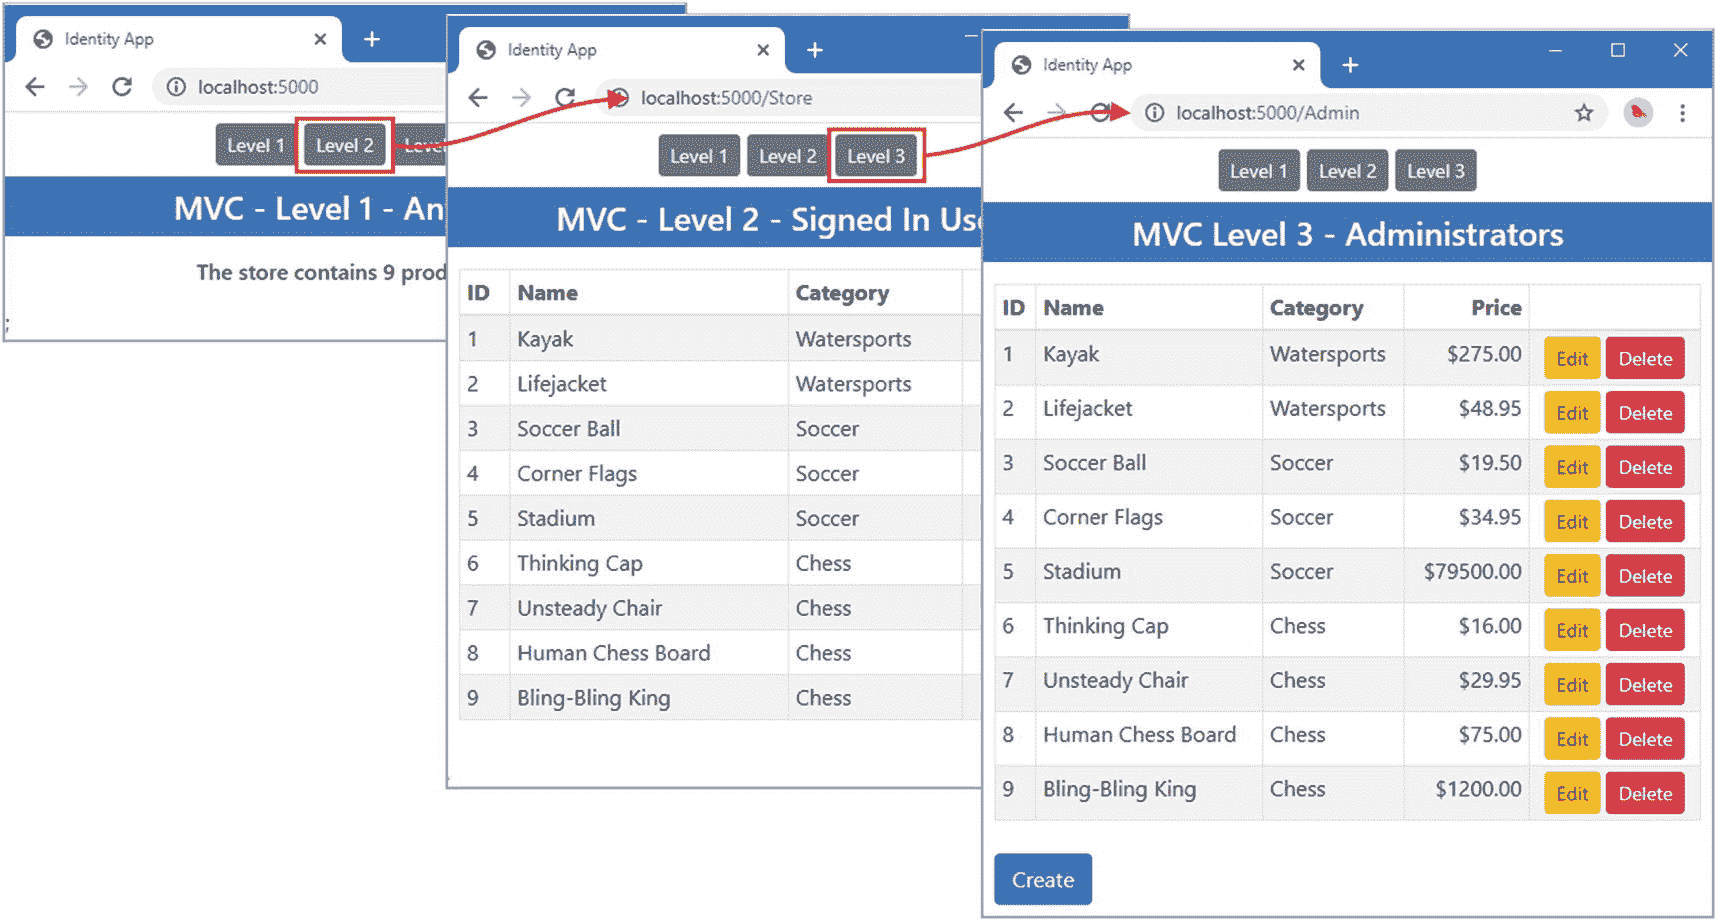 Identity App
localhost:5000
Level 1 Level 2 Level
MVC - Level 1 - An
The store contains 9 prod
;
Identity App
localhost:5000/Store
Level 1 Level 2 Level 3
MVC - Level 2 - Signed In Use
ID Name Category
1 Kayak Watersports
2 Lifejacket Watersports
3 Soccer Ball Soccer
4 Corner Flags Soccer
5 Stadium Soccer
6 Thinking Cap Chess
7 Unsteady Chair Chess
8 Human Chess Board Chess
9 Bling-Bling King Chess
Identity App
localhost:5000/Admin
Level 1 Level 2 Level 3
MVC Level 3 - Administrators
ID Name Category Price
1 Kayak Watersports $275.00 Edit Delete
2 Lifejacket Watersports $48.95 Edit Delete
3 Soccer Ball Soccer $19.50 Edit Delete
4 Corner Flags Soccer $34.95 Edit Delete
5 Stadium Soccer $79500.00 Edit Delete
6 Thinking Cap Chess $16.00 Edit Delete
7 Unsteady Chair Chess $29.95 Edit Delete
8 Human Chess Board Chess $75.00 Edit Delete
9 Bling-Bling King Chess $1200.00 Edit Delete
Create